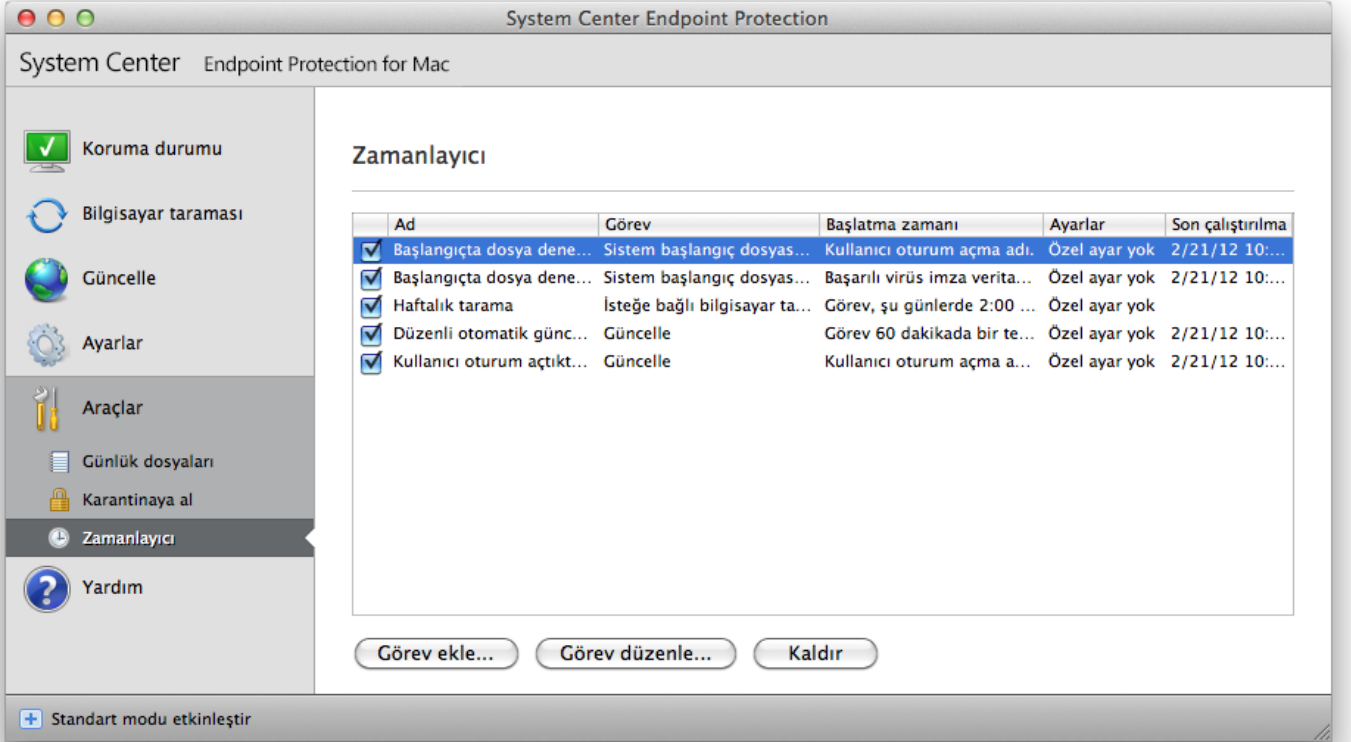 System Center Endpoint Protection
System Center Endpoint Protection for Mac
Koruma durumu
Bilgisayar taraması
Güncelle
Ayarlar
Araçlar
Günlük dosyaları
Karantinaya al
Zamanlayıcı
Yardım
Zamanlayıcı
Ad Görev Başlatma zamanı Ayarlar Son çalıştırılma
Başlangıçta dosya dene... Sistem başlangıç dosyas... Kullanıcı oturum açma adı. Özel ayar yok 2/21/12 10:...
Başlangıçta dosya dene... Sistem başlangıç dosyas... Başarılı virüs imza verita... Özel ayar yok 2/21/12 10:...
Haftalık tarama İsteğe bağlı bilgisayar ta... Görev, şu günlerde 2:00 ... Özel ayar yok
Düzenli otomatik günc... Güncelle Görev 60 dakikada bir te... Özel ayar yok 2/21/12 10:...
Kullanıcı oturum açtıkt... Güncelle Kullanıcı oturum açma a... Özel ayar yok 2/21/12 10:...
Görev ekle... Görev düzenle... Kaldır
Standart modu etkinleştir